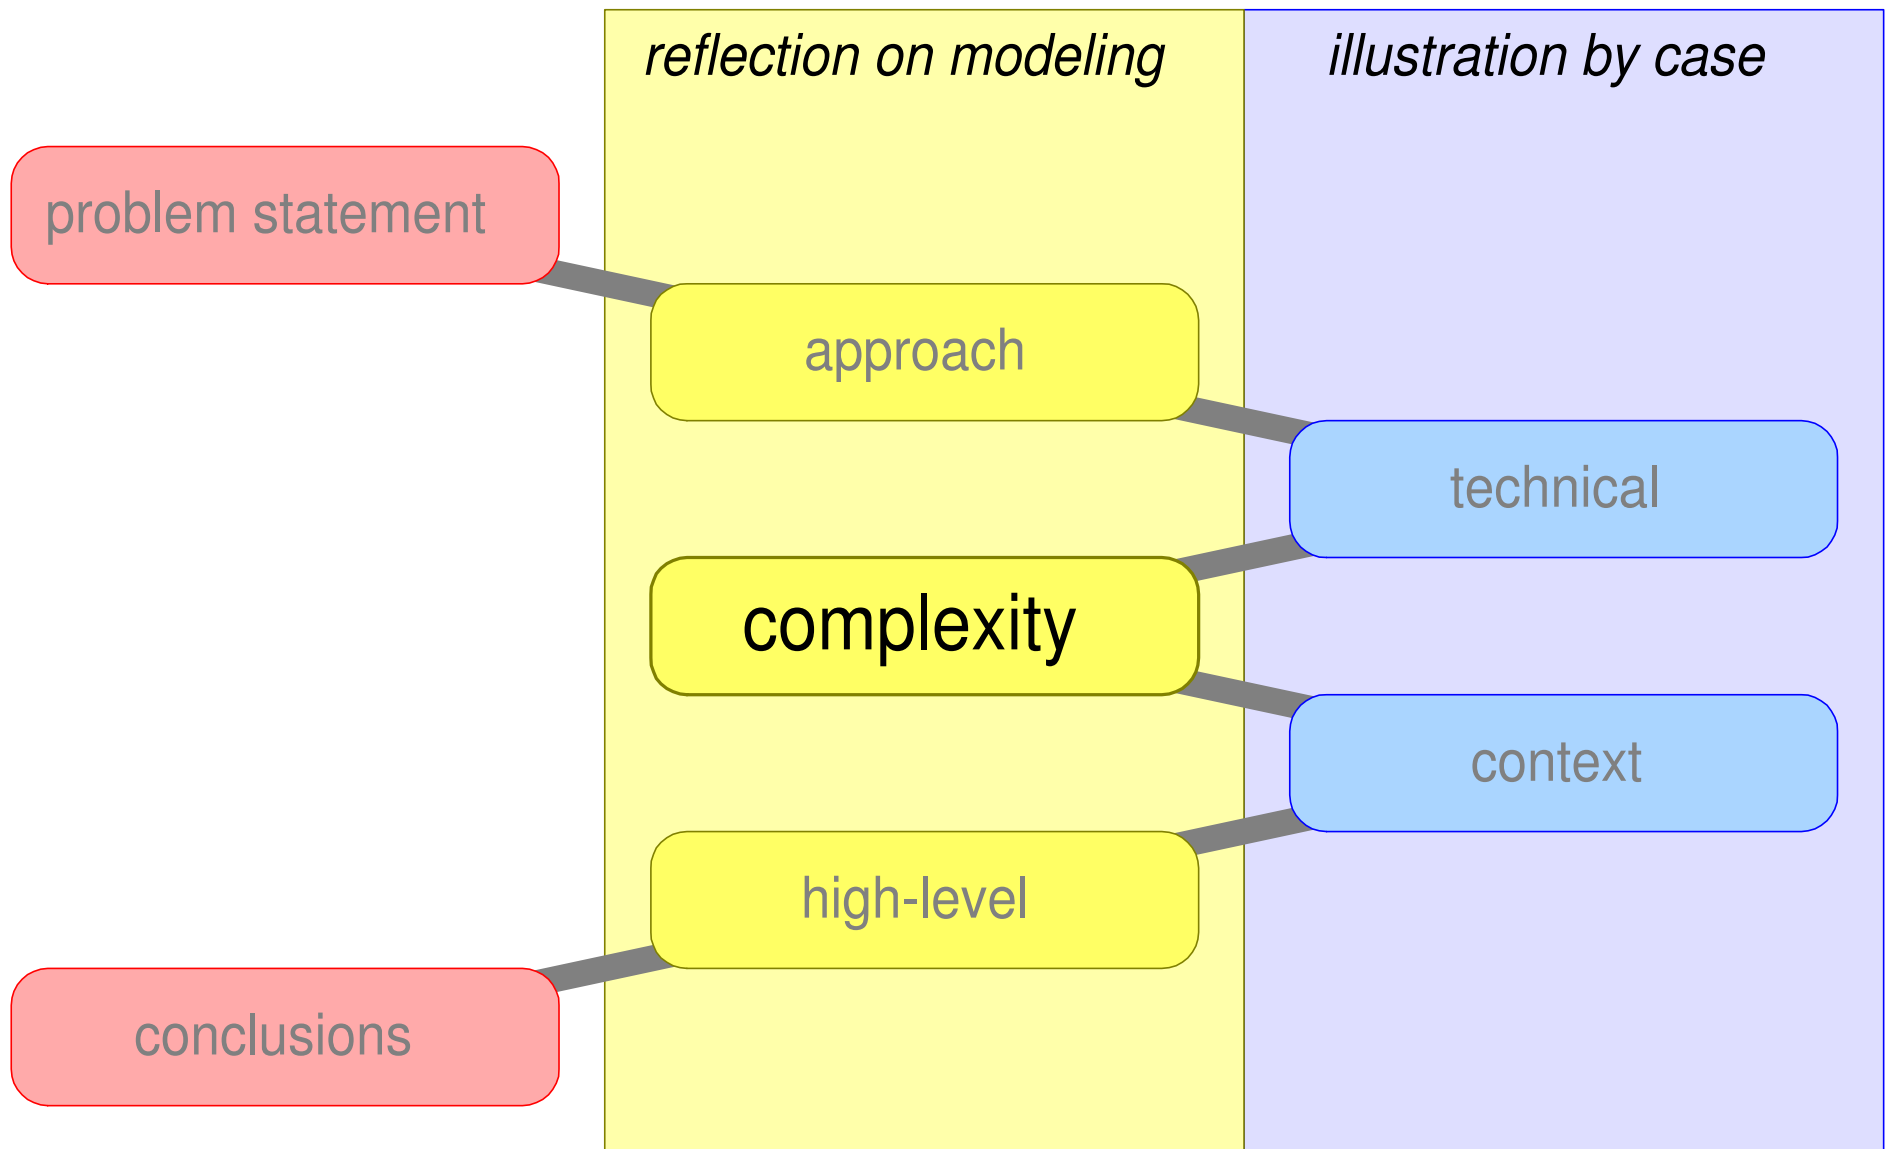 reflection on modeling
illustration by case
problem statement
approach
technical
complexity
context
high-level
conclusions